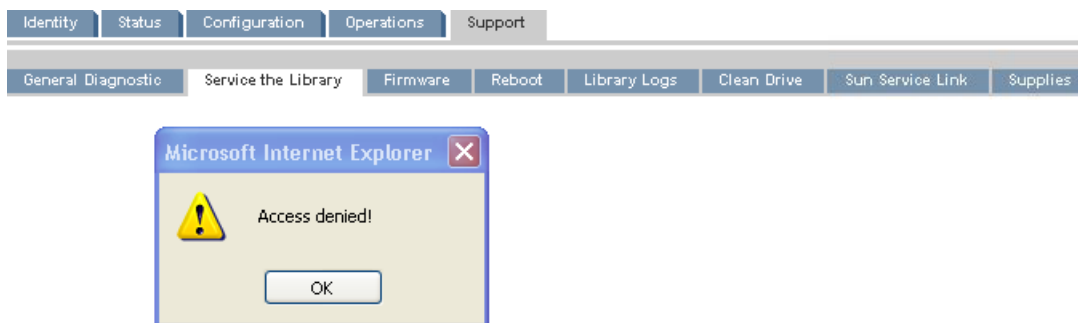 Identity Status Configuration Operations Support
General Diagnostic Service the Library Firmware Reboot Library Logs Clean Drive Sun Service Link Supplies
Microsoft Internet Explorer
Access denied!
OK